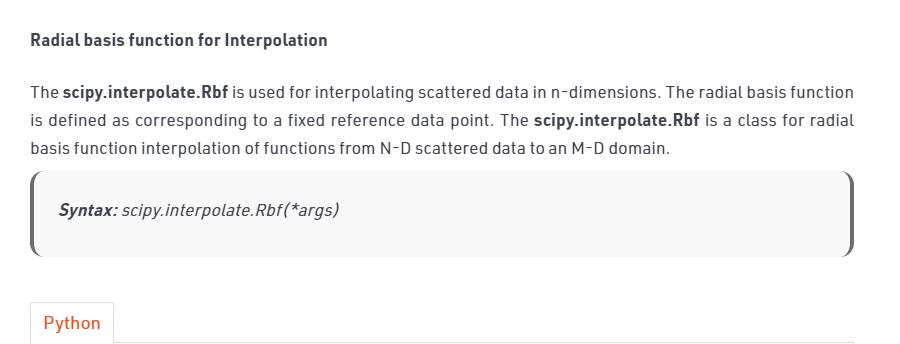 Radial basis function for Interpolation
The scipy.interpolate.Rbf is used for interpolating scattered data in n-dimensions. The radial basis function
is defined as corresponding to a fixed reference data point. The scipy.interpolate.Rbf is a class for radial
basis function interpolation of functions from N-D scattered data to an M-D domain.
Syntax: scipy.interpolate.Rbf(*args)
Python